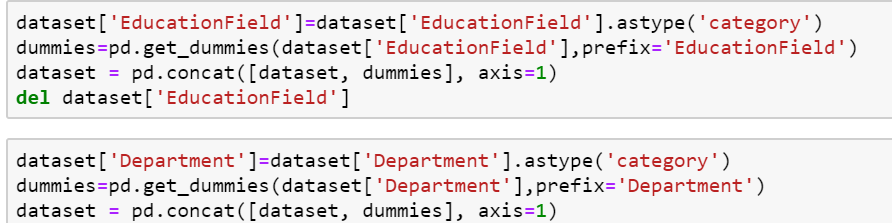 dataset['EducationField']=dataset['EducationField'].astype('category')
dummies=pd.get_dummies(dataset['EducationField'],prefix='EducationField')
dataset = pd.concat([dataset, dummies], axis=1)
del dataset['EducationField']
dataset['Department']=dataset['Department'].astype('category')
dummies=pd.get_dummies(dataset['Department'],prefix='Department')
dataset = pd.concat([dataset, dummies], axis=1)